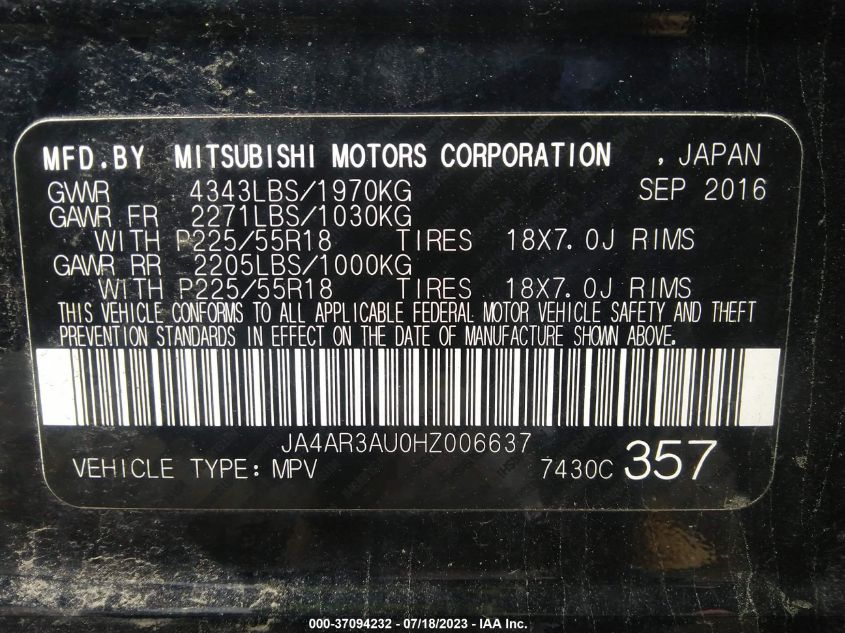 MFD.BY MITSUBISHI MOTORS CORPORATION , JAPAN
GVWR 4343LBS/1970KG SEP 2016
GAWR FR 2271LBS/1030KG
WITH P225/55R18 TIRES 18X7.0J RIMS
GAWR RR 2205LBS/1000KG
WITH P225/55R18 TIRES 18X7.0J RIMS
THIS VEHICLE CONFORMS TO ALL APPLICABLE FEDERAL MOTOR VEHICLE SAFETY AND THEFT
PREVENTION STANDARDS IN EFFECT ON THE DATE OF MANUFACTURE SHOWN ABOVE.
JA4AR3AU0HZ006637
VEHICLE TYPE: MPV 7430C 357
000-37094232 - 07/18/2023 - IAA Inc.